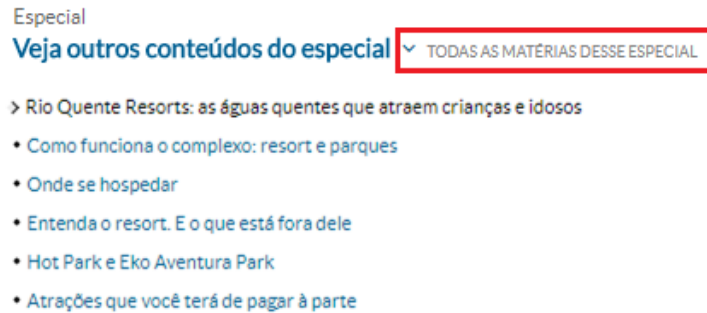 Especial
Veja outros conteúdos do especial TODAS AS MATÉRIAS DESSE ESPECIAL
Rio Quente Resorts: as águas quentes que atraem crianças e idosos
Como funciona o complexo: resort e parques
Onde se hospedar
Entenda o resort. E o que está fora dele
Hot Park e Eko Aventura Park
Atrações que você terá de pagar à parte